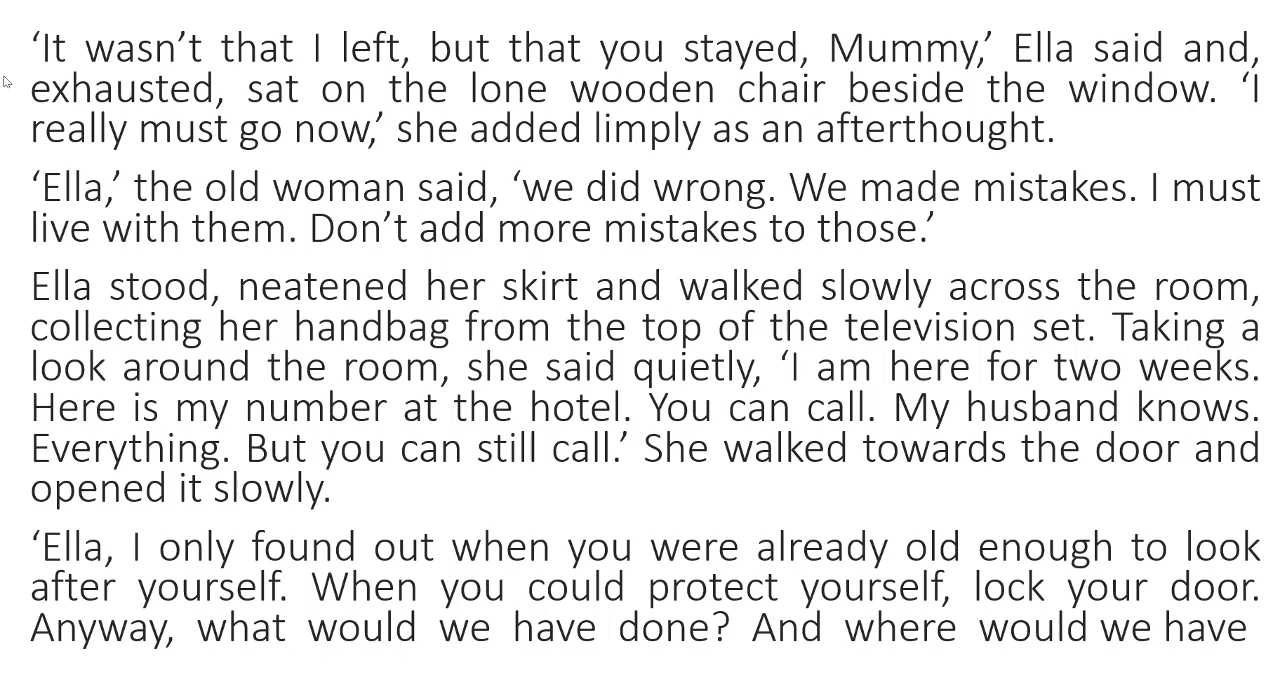 ‘It wasn’t that I left, but that you stayed, Mummy,’ Ella said and,
exhausted, sat on the lone wooden chair beside the window. ‘I
really must go now,’ she added limply as an afterthought.
‘Ella,’ the old woman said, ‘we did wrong. We made mistakes. I must
live with them. Don’t add more mistakes to those.’
Ella stood, neatened her skirt and walked slowly across the room,
collecting her handbag from the top of the television set. Taking a
look around the room, she said quietly, ‘I am here for two weeks.
Here is my number at the hotel. You can call. My husband knows.
Everything. But you can still call.’ She walked towards the door and
opened it slowly.
‘Ella, I only found out when you were already old enough to look
after yourself. When you could protect yourself, lock your door.
Anyway, what would we have done? And where would we have